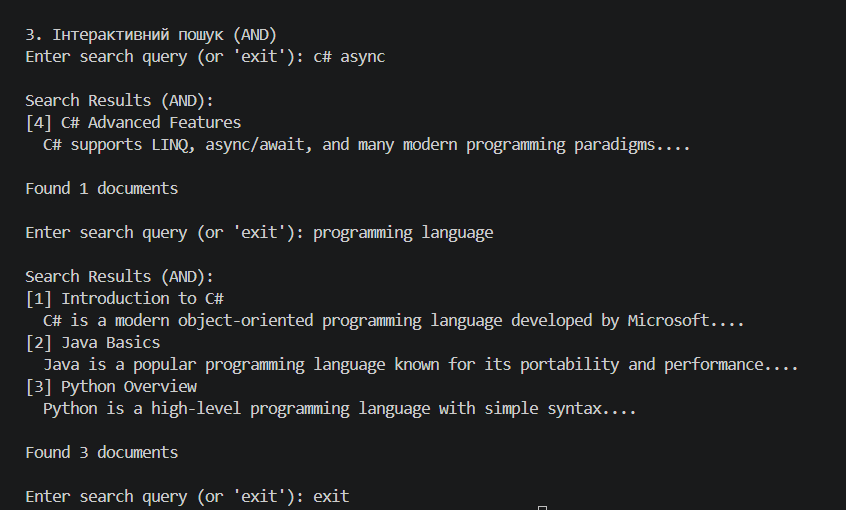 3. Інтерактивний пошук (AND)
Enter search query (or 'exit'): c# async
Search Results (AND):
[4] C# Advanced Features
C# supports LINQ, async/await, and many modern programming paradigms....
Found 1 documents
Enter search query (or 'exit'): programming language
Search Results (AND):
[1] Introduction to C#
C# is a modern object-oriented programming language developed by Microsoft....
[2] Java Basics
Java is a popular programming language known for its portability and performance....
[3] Python Overview
Python is a high-level programming language with simple syntax....
Found 3 documents
Enter search query (or 'exit'): exit